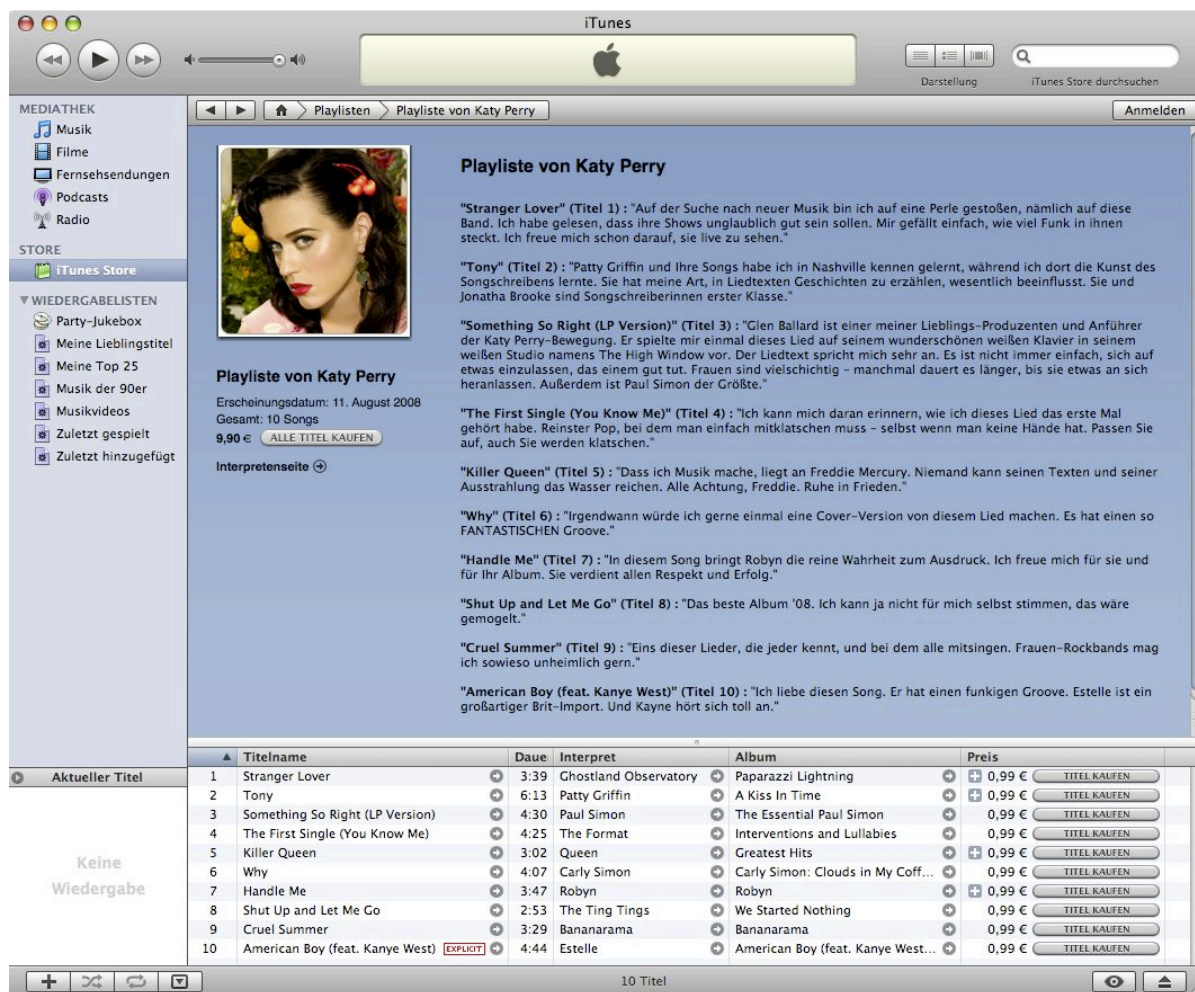 iTunes
Darstellung
iTunes Store durchsuchen
MEDIATHEK
Musik
Filme
Fernsehsendungen
Podcasts
Radio
STORE
iTunes Store
WIEDERGABELISTEN
Party-Jukebox
Meine Lieblingstitel
Meine Top 25
Musik der 90er
Musikvideos
Zuletzt gespielt
Zuletzt hinzugefügt
Aktueller Titel
Keine
Wiedergabe
Playlisten Playliste von Katy Perry Anmelden
Playliste von Katy Perry
Erscheinungsdatum: 11. August 2008
Gesamt: 10 Songs
9,90 € ALLE TITEL KAUFEN
Interpretenseite
Playliste von Katy Perry
"Stranger Lover" (Titel 1) : "Auf der Suche nach neuer Musik bin ich auf eine Perle gestoßen, nämlich auf diese
Band. Ich habe gelesen, dass ihre Shows unglaublich gut sein sollen. Mir gefällt einfach, wie viel Funk in ihnen
steckt. Ich freue mich schon darauf, sie live zu sehen."
"Tony" (Titel 2) : "Patty Griffin und Ihre Songs habe ich in Nashville kennen gelernt, während ich dort die Kunst des
Songschreibens lernte. Sie hat meine Art, in Liedtexten Geschichten zu erzählen, wesentlich beeinflusst. Sie und
Jonatha Brooke sind Songschreiberinnen erster Klasse."
"Something So Right (LP Version)" (Titel 3) : "Glen Ballard ist einer meiner Lieblings-Produzenten und Anführer
der Katy Perry-Bewegung. Er spielte mir einmal dieses Lied auf seinem wunderschönen weißen Klavier in seinem
weißen Studio namens The High Window vor. Der Liedtext spricht mich sehr an. Es ist nicht immer einfach, sich auf
etwas einzulassen, das einem gut tut. Frauen sind vielschichtig – manchmal dauert es länger, bis sie etwas an sich
heranlassen. Außerdem ist Paul Simon der Größte."
"The First Single (You Know Me)" (Titel 4) : "Ich kann mich daran erinnern, wie ich dieses Lied das erste Mal
gehört habe. Reinster Pop, bei dem man einfach mitklatschen muss – selbst wenn man keine Hände hat. Passen Sie
auf, auch Sie werden klatschen."
"Killer Queen" (Titel 5) : "Dass ich Musik mache, liegt an Freddie Mercury. Niemand kann seinen Texten und seiner
Ausstrahlung das Wasser reichen. Alle Achtung, Freddie. Ruhe in Frieden."
"Why" (Titel 6) : "Irgendwann würde ich gerne einmal eine Cover-Version von diesem Lied machen. Es hat einen so
FANTASTISCHEN Groove."
"Handle Me" (Titel 7) : "In diesem Song bringt Robyn die reine Wahrheit zum Ausdruck. Ich freue mich für sie und
für Ihr Album. Sie verdient allen Respekt und Erfolg."
"Shut Up and Let Me Go" (Titel 8) : "Das beste Album '08. Ich kann ja nicht für mich selbst stimmen, das wäre
gemogelt."
"Cruel Summer" (Titel 9) : "Eins dieser Lieder, die jeder kennt, und bei dem alle mitsingen. Frauen-Rockbands mag
ich sowieso unheimlich gern."
"American Boy (feat. Kanye West)" (Titel 10) : "Ich liebe diesen Song. Er hat einen funkigen Groove. Estelle ist ein
großartiger Brit-Import. Und Kayne hört sich toll an."
Titelname Daue Interpret Album Preis
1 Stranger Lover 3:39 Ghostland Observatory Paparazzi Lightning 0,99 € TITEL KAUFEN
2 Tony 6:13 Patty Griffin A Kiss In Time 0,99 € TITEL KAUFEN
3 Something So Right (LP Version) 4:30 Paul Simon The Essential Paul Simon 0,99 € TITEL KAUFEN
4 The First Single (You Know Me) 4:25 The Format Interventions and Lullabies 0,99 € TITEL KAUFEN
5 Killer Queen 3:02 Queen Greatest Hits 0,99 € TITEL KAUFEN
6 Why 4:07 Carly Simon Carly Simon: Clouds in My Coff... 0,99 € TITEL KAUFEN
7 Handle Me 3:47 Robyn Robyn 0,99 € TITEL KAUFEN
8 Shut Up and Let Me Go 2:53 The Ting Tings We Started Nothing 0,99 € TITEL KAUFEN
9 Cruel Summer 3:29 Bananarama Bananarama 0,99 € TITEL KAUFEN
10 American Boy (feat. Kanye West) EXPLICIT 4:44 Estelle American Boy (feat. Kanye West... 0,99 € TITEL KAUFEN
10 Titel